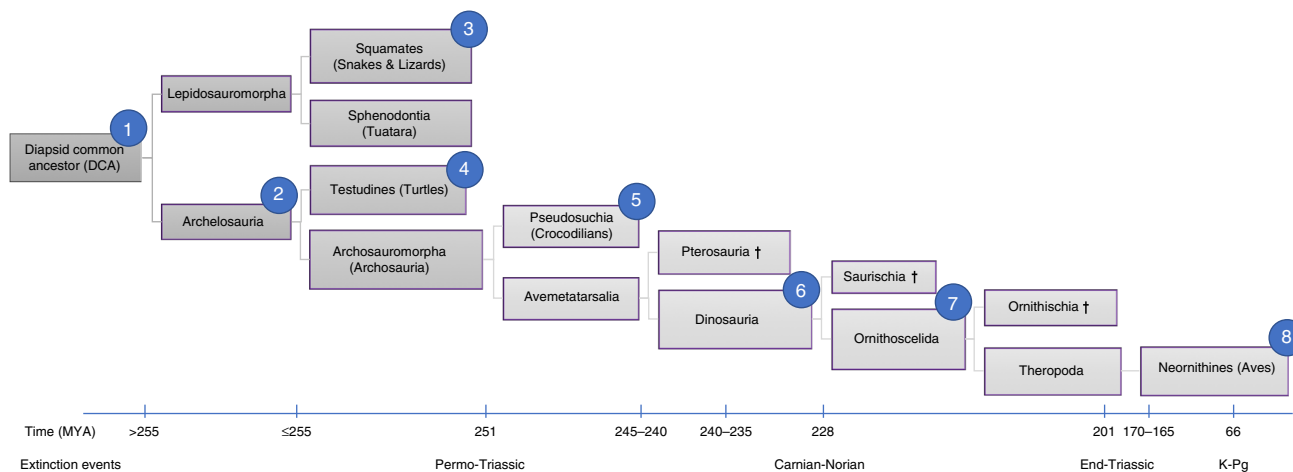 3
Squamates
(Snakes & Lizards)
Lepidosauromorpha
Sphenodontia
(Tuatara)
1
Diapsid common
ancestor (DCA)
4
Testudines (Turtles)
2
Archelosauria
5
Pseudosuchia
(Crocodilians)
Archosauromorpha
(Archosauria)
Pterosauria †
Saurischia †
Avemetatarsalia
6
Dinosauria
7
Ornithoscelida
Ornithischia †
8
Theropoda
Neornithines (Aves)
Time (MYA) >255 ≤255 251 245–240 240–235 228 201 170–165 66
Extinction events Permo-Triassic Carnian-Norian End-Triassic K-Pg